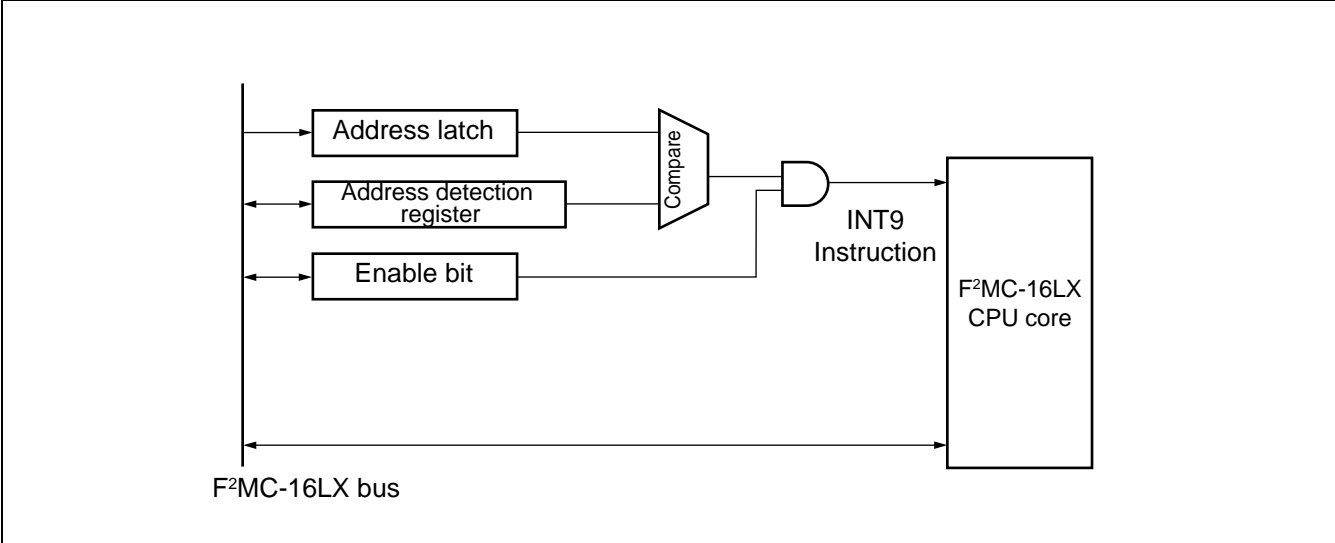 Address latch
Address detection
register
Enable bit
Compare
INT9
Instruction
F²MC-16LX
CPU core
F²MC-16LX bus